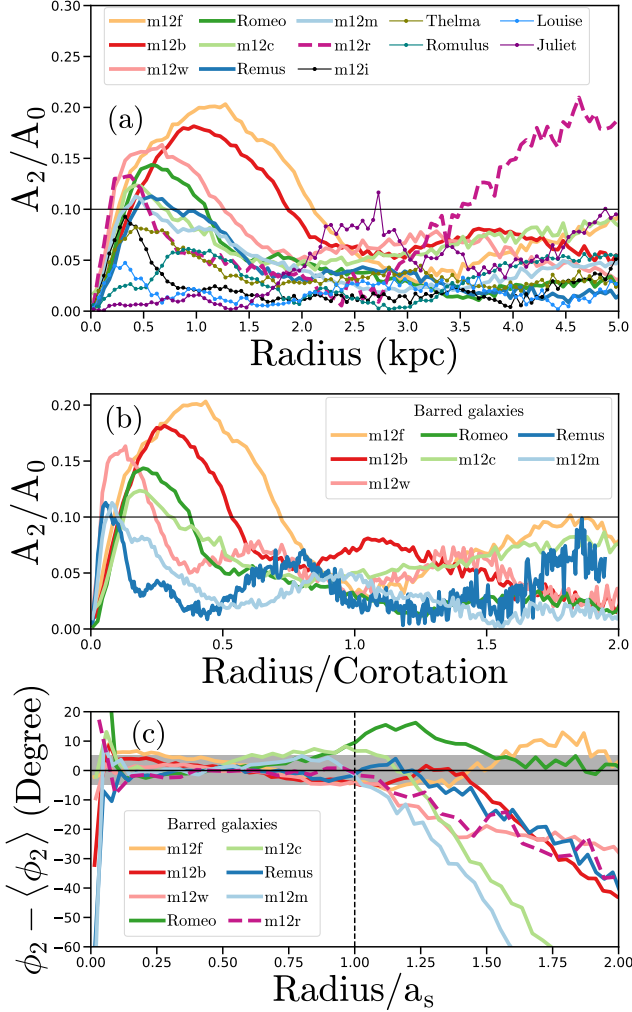 0.30
0.25
0.20
0.15
0.10
0.05
0.00
A₂/A₀
m12f Romeo m12m Thelma Louise
m12b m12c m12r Romulus Juliet
m12w Remus m12i
(a)
0.0 0.5 1.0 1.5 2.0 2.5 3.0 3.5 4.0 4.5 5.0
Radius (kpc)
0.20
0.15
0.10
0.05
0.00
A₂/A₀
(b)
Barred galaxies
m12f Romeo Remus
m12b m12c m12m
m12w
0.0 0.5 1.0 1.5 2.0
Radius/Corotation
20
10
0
−10
−20
−30
−40
−50
−60
ϕ₂ − ⟨ϕ₂⟩ (Degree)
(c)
Barred galaxies
m12f m12c
m12b Remus
m12w m12m
Romeo m12r
0.00 0.25 0.50 0.75 1.00 1.25 1.50 1.75 2.00
Radius/aₛ